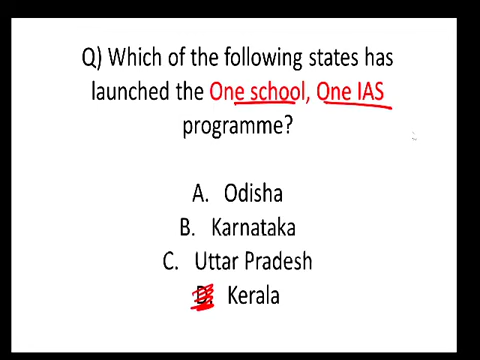 Q) Which of the following states has
launched the One school, One IAS
programme?
A. Odisha
B. Karnataka
C. Uttar Pradesh
D. Kerala